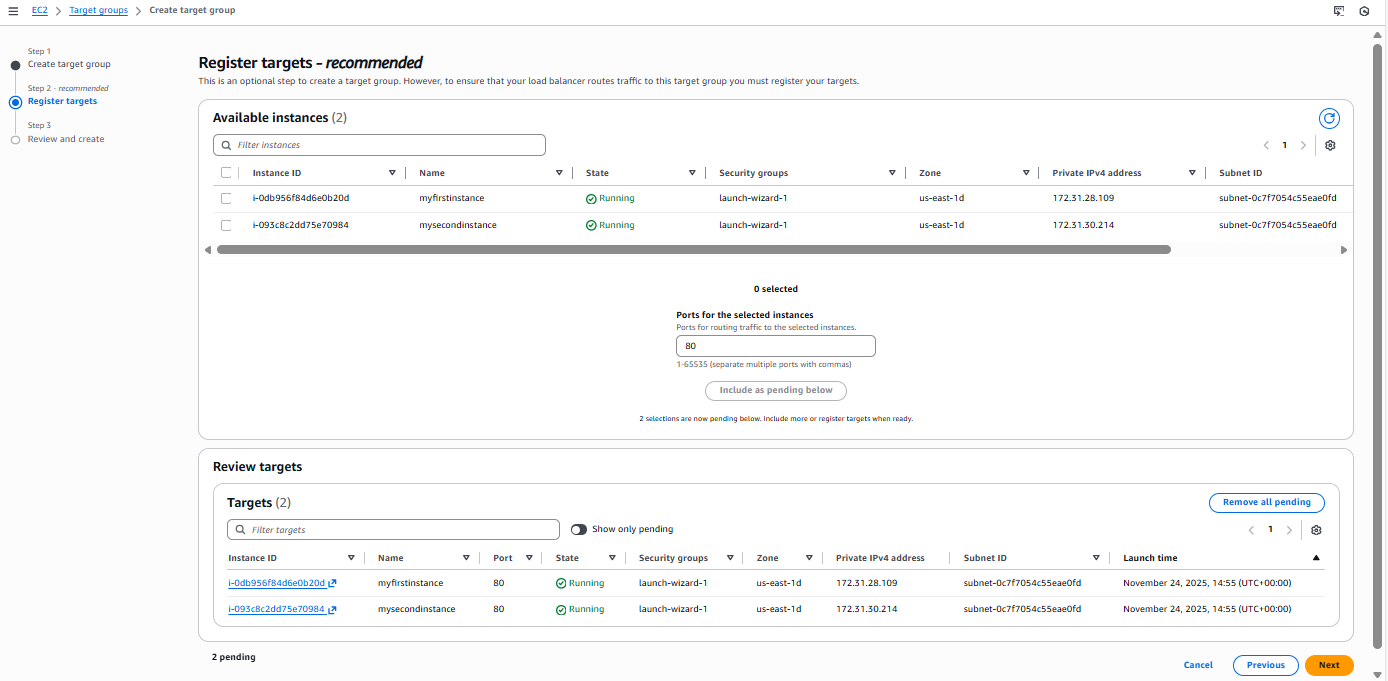 EC2 > Target groups > Create target group
Step 1
Create target group
Step 2 - recommended
Register targets
Step 3
Review and create
Register targets - recommended
This is an optional step to create a target group. However, to ensure that your load balancer routes traffic to this target group you must register your targets.
Available instances (2)
Filter instances
1
Instance ID Name State Security groups Zone Private IPv4 address Subnet ID
i-0db956f84d6e0b20d myfirstinstance Running launch-wizard-1 us-east-1d 172.31.28.109 subnet-0c7f7054c55eae0fd
i-093c8c2dd75e70984 mysecondinstance Running launch-wizard-1 us-east-1d 172.31.30.214 subnet-0c7f7054c55eae0fd
0 selected
Ports for the selected instances
Ports for routing traffic to the selected instances.
80
1-65535 (separate multiple ports with commas)
Include as pending below
2 selections are now pending below. Include more or register targets when ready.
Review targets
Targets (2)
Remove all pending
Filter targets
Show only pending
1
Instance ID Name Port State Security groups Zone Private IPv4 address Subnet ID Launch time
i-0db956f84d6e0b20d myfirstinstance 80 Running launch-wizard-1 us-east-1d 172.31.28.109 subnet-0c7f7054c55eae0fd November 24, 2025, 14:55 (UTC+00:00)
i-093c8c2dd75e70984 mysecondinstance 80 Running launch-wizard-1 us-east-1d 172.31.30.214 subnet-0c7f7054c55eae0fd November 24, 2025, 14:55 (UTC+00:00)
2 pending
Cancel Previous Next